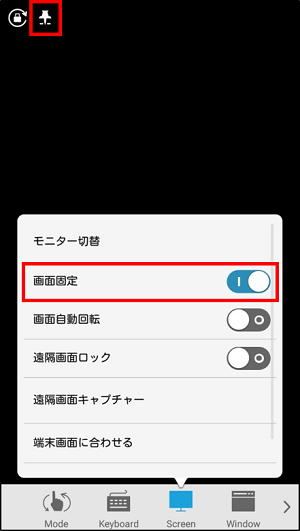 モニター切替
画面固定
画面自動回転
遠隔画面ロック
遠隔画面キャプチャー
端末画面に合わせる
Mode
Keyboard
Screen
Window